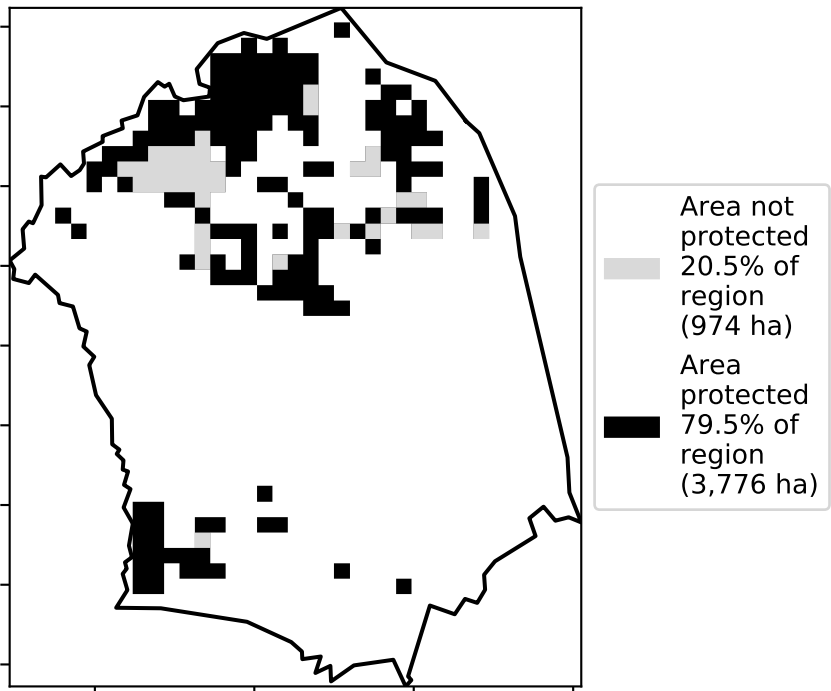 Area not
protected
20.5% of
region
(974 ha)
Area
protected
79.5% of
region
(3,776 ha)